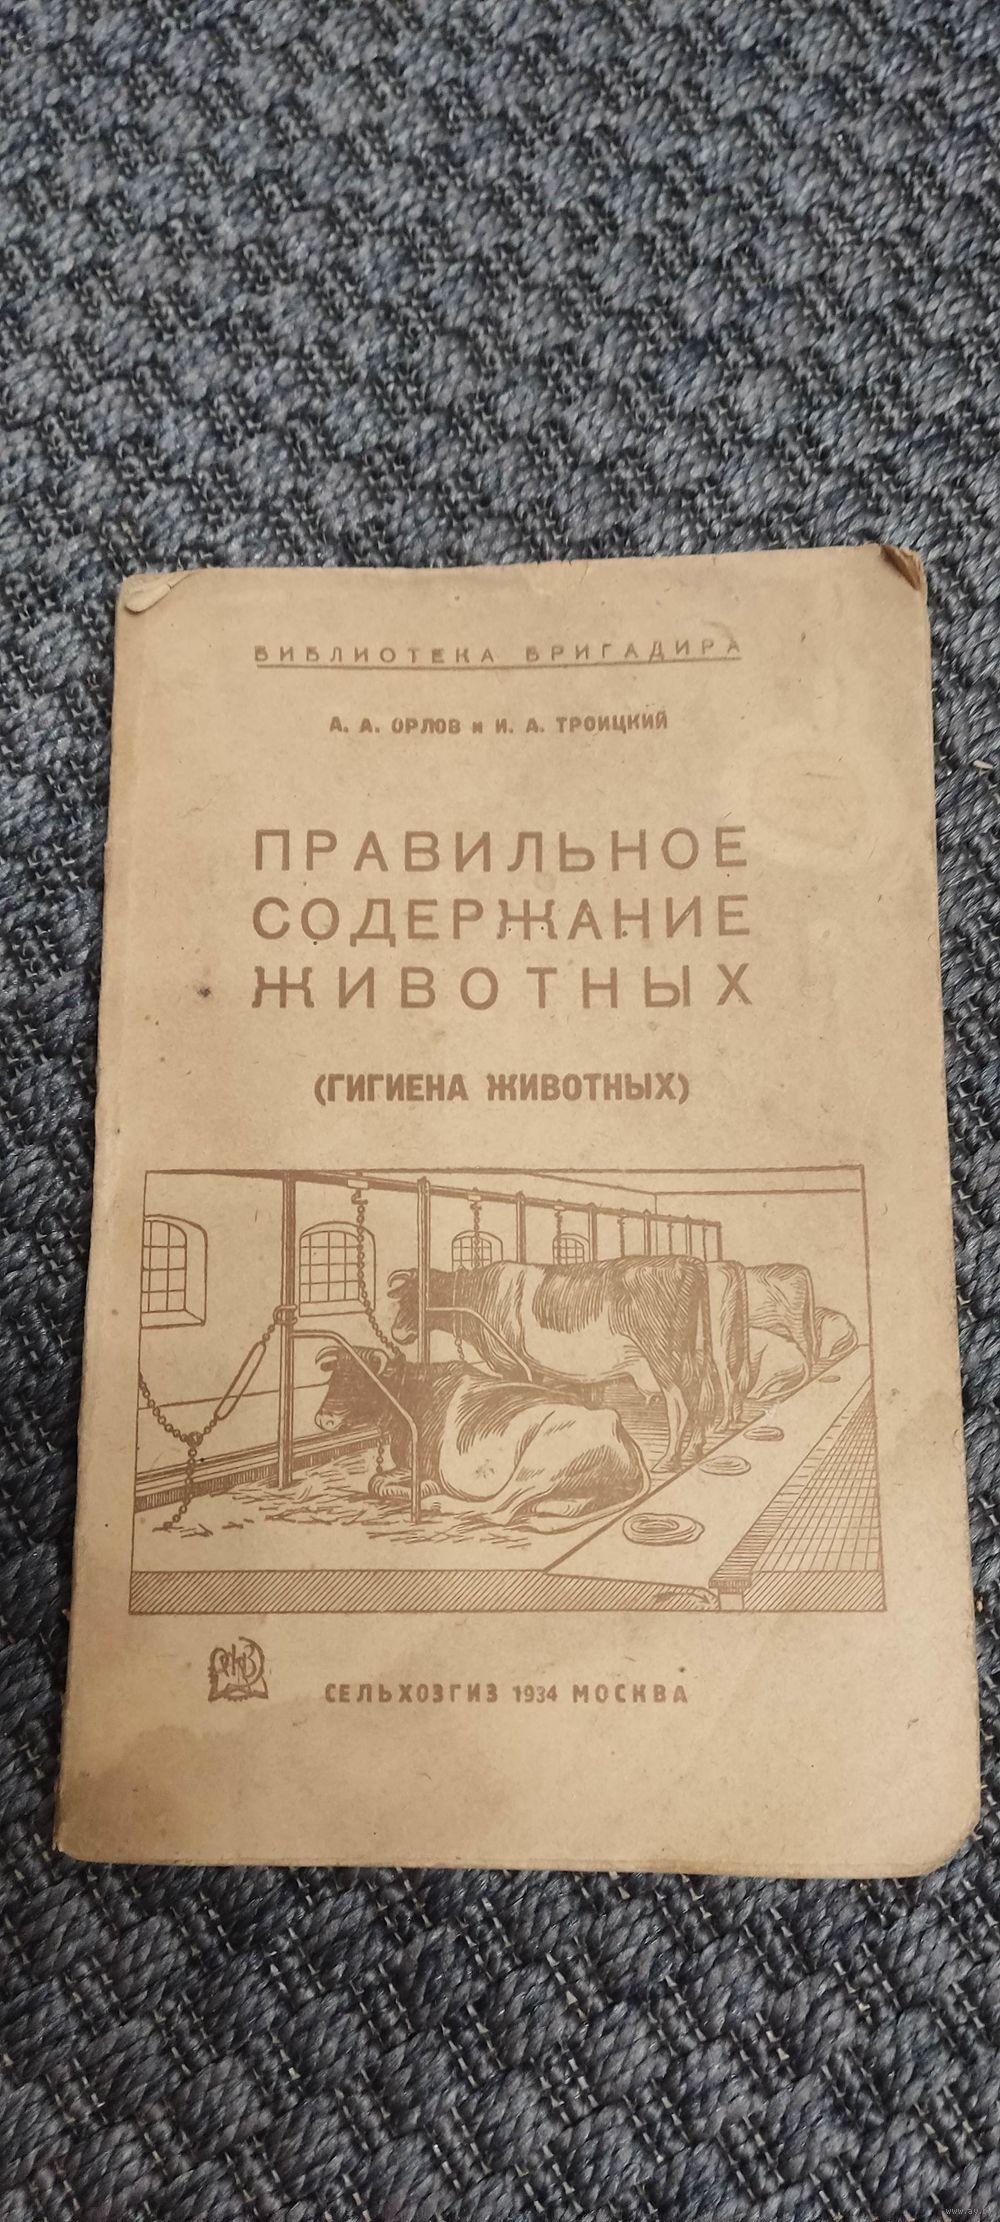 БИБЛИОТЕКА БРИГАДИРА
А. А. ОРЛОВ и И. А. ТРОИЦКИЙ
ПРАВИЛЬНОЕ
СОДЕРЖАНИЕ
ЖИВОТНЫХ
(ГИГИЕНА ЖИВОТНЫХ)
СЕЛЬХОЗГИЗ 1934 МОСКВА